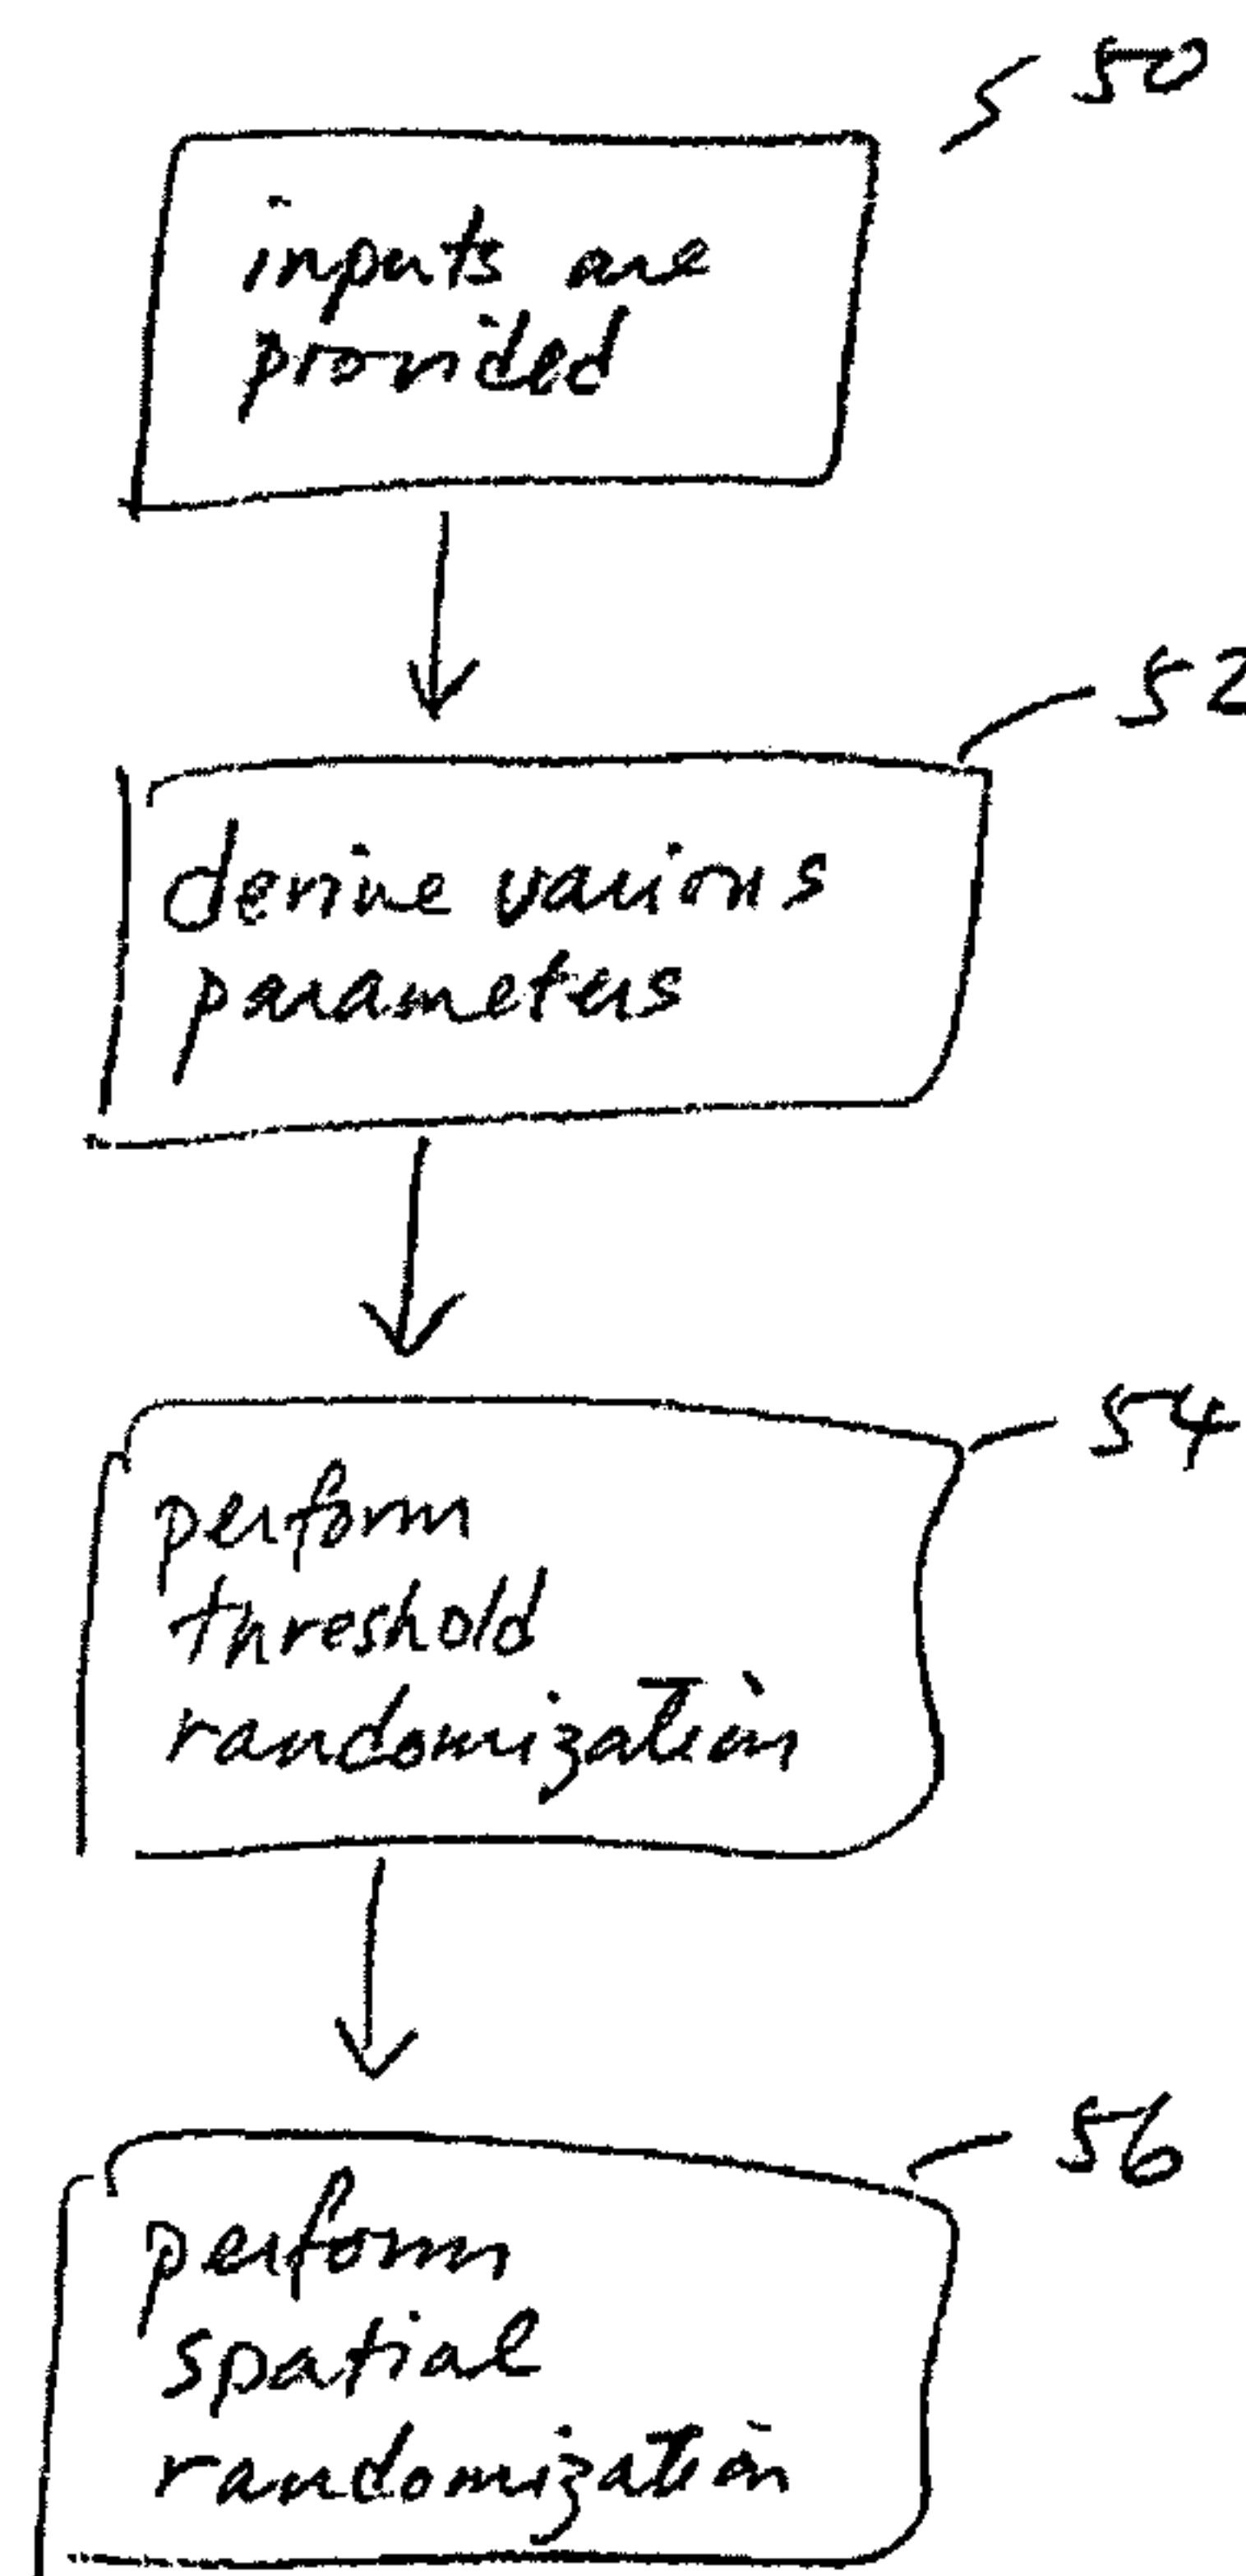 50
inputs are
provided
52
derive various
parameters
54
perform
threshold
randomization
56
perform
spatial
randomization